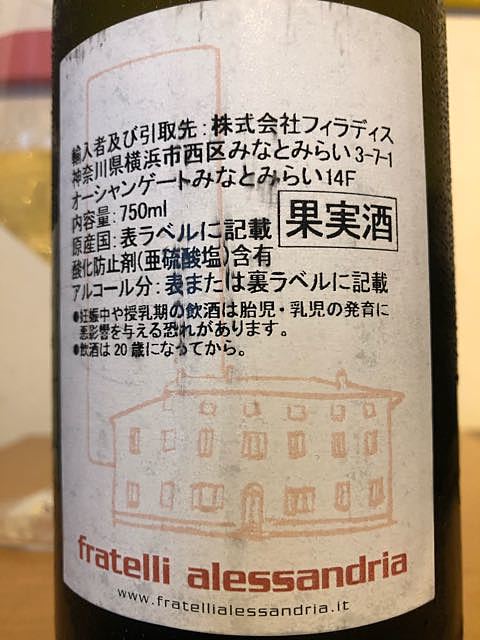 輸入者及び引取先：株式会社フィラディス
神奈川県横浜市西区みなとみらい3-7-1
オーシャンゲートみなとみらい14F
内容量：750ml
原産国：表ラベルに記載
果実酒
酸化防止剤(亜硫酸塩)含有
アルコール分：表または裏ラベルに記載
●妊娠中や授乳期の飲酒は胎児・乳児の発育に
悪影響を与える恐れがあります。
●飲酒は20歳になってから。
fratelli alessandria
www.fratellialessandria.it